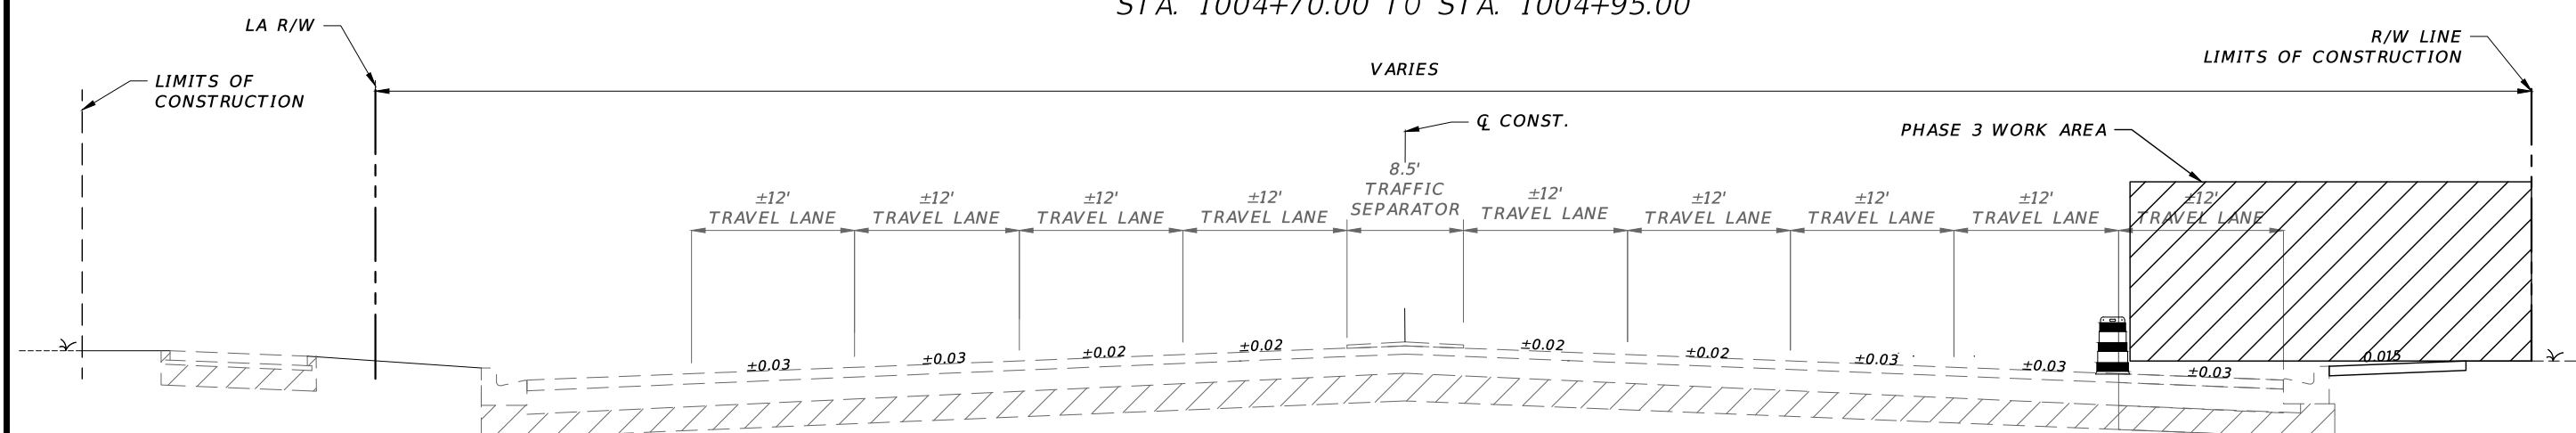 STA. 1004+70.00 TO STA. 1004+95.00
LA R/W
R/W LINE
LIMITS OF CONSTRUCTION
VARIES
LIMITS OF
CONSTRUCTION
℄ CONST.
PHASE 3 WORK AREA
±12'
TRAVEL LANE
±12'
TRAVEL LANE
±12'
TRAVEL LANE
±12'
TRAVEL LANE
8.5'
TRAFFIC
SEPARATOR
±12'
TRAVEL LANE
±12'
TRAVEL LANE
±12'
TRAVEL LANE
±12'
TRAVEL LANE
±12'
TRAVEL LANE
±0.03
±0.03
±0.02
±0.02
±0.02
±0.02
±0.03
±0.03
±0.03
0.015